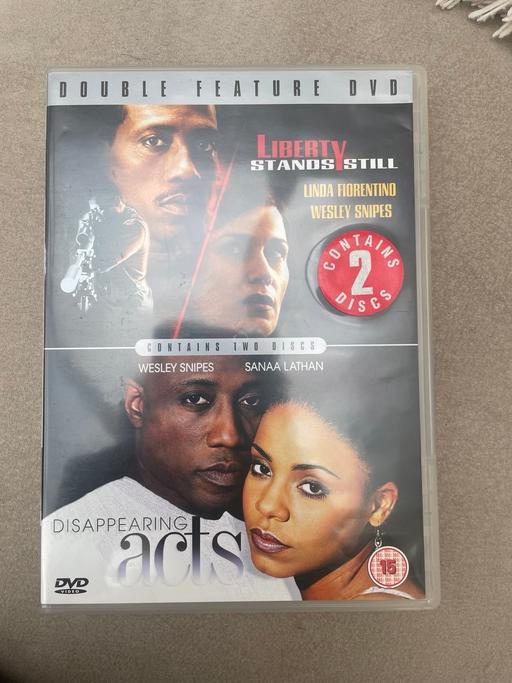 DOUBLE FEATURE DVD
LIBERTY
STANDS STILL
LINDA FIORENTINO
WESLEY SNIPES
CONTAINS
2
DISCS
CONTAINS TWO DISCS
WESLEY SNIPES SANAA LATHAN
DISAPPEARING
acts
DVD
VIDEO
15